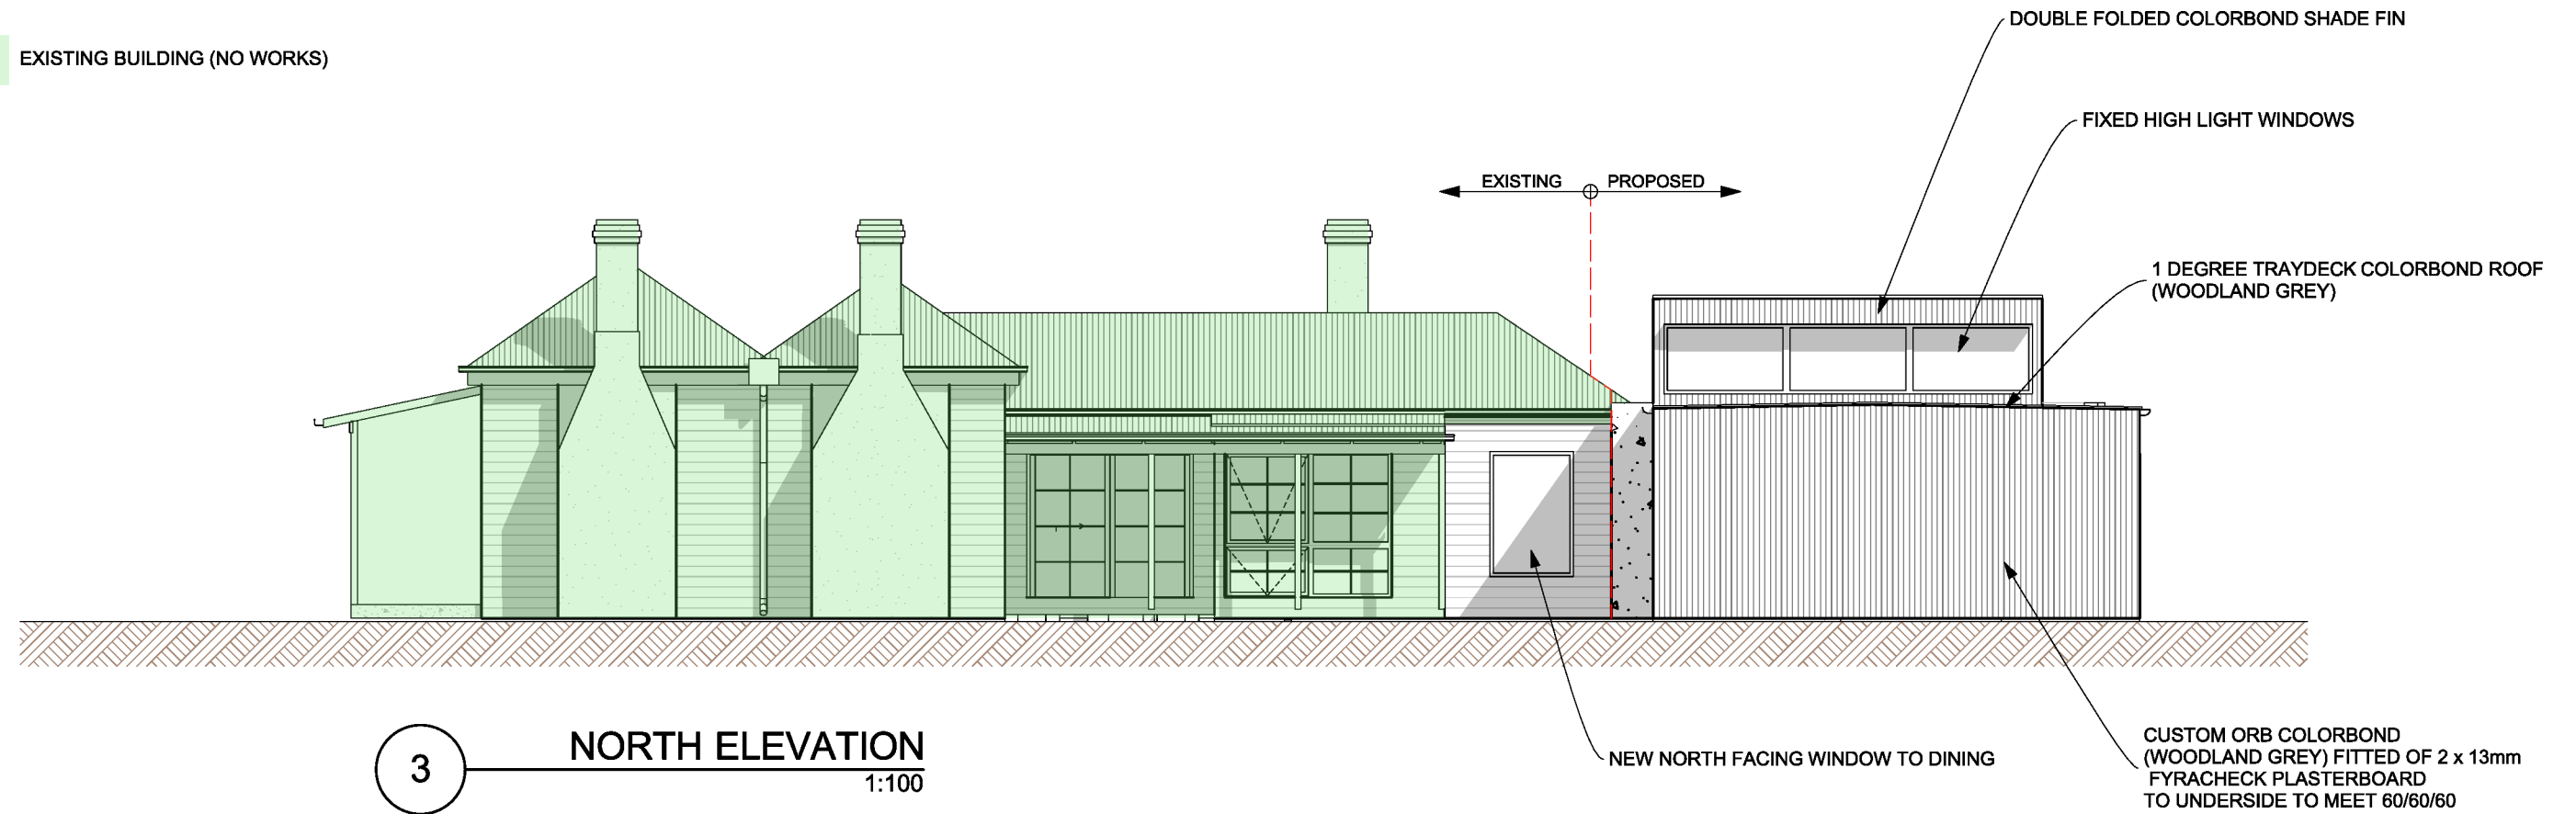 DOUBLE FOLDED COLORBOND SHADE FIN
EXISTING BUILDING (NO WORKS)
FIXED HIGH LIGHT WINDOWS
EXISTING
PROPOSED
1 DEGREE TRAYDECK COLORBOND ROOF
(WOODLAND GREY)
3
NORTH ELEVATION
1:100
NEW NORTH FACING WINDOW TO DINING
CUSTOM ORB COLORBOND
(WOODLAND GREY) FITTED OF 2 x 13mm
FYRACHECK PLASTERBOARD
TO UNDERSIDE TO MEET 60/60/60